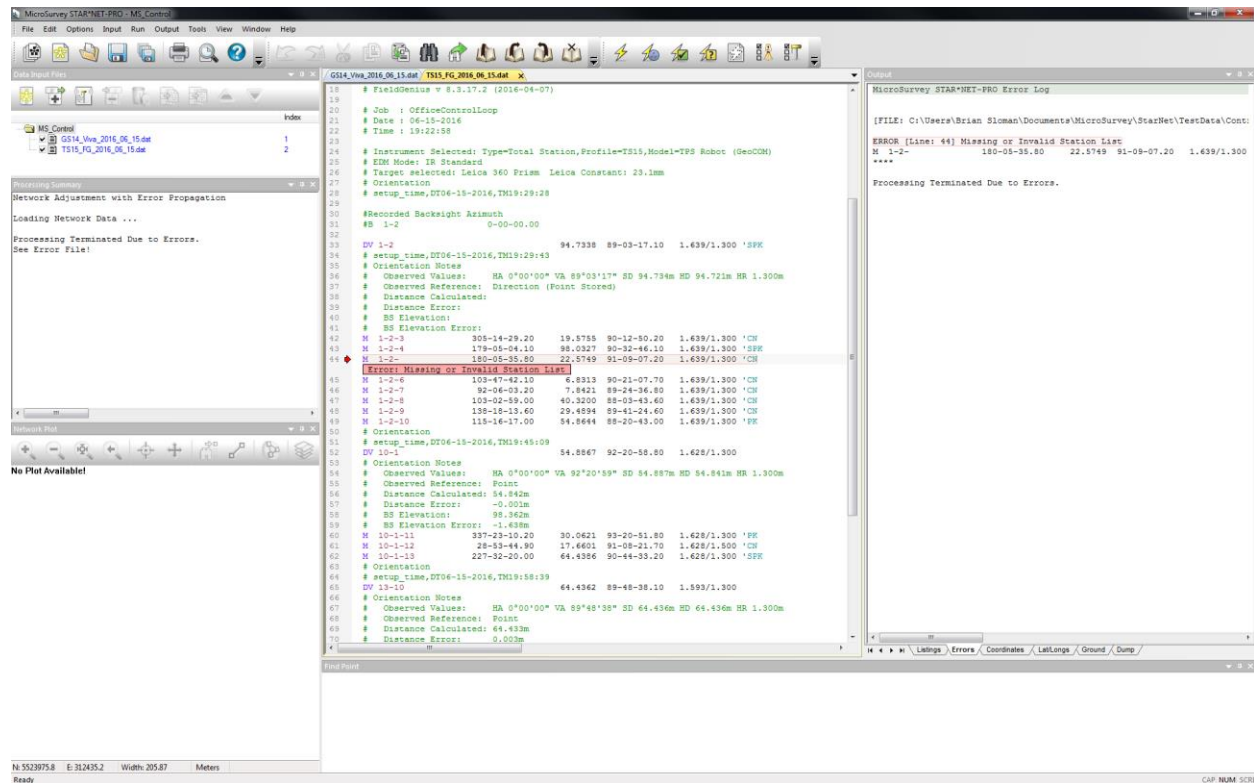 MicroSurvey STAR*NET-PRO - MS_Control
File Edit Options Input Run Output Tools View Window Help
Data Input Files
Index
MS_Control
GS14_Viva_2016_06_15.dat 1
TS15_FG_2016_06_15.dat 2
Processing Summary
Network Adjustment with Error Propagation
Loading Network Data ...
Processing Terminated Due to Errors.
See Error File!
Network Plot
No Plot Available!
GS14_Viva_2016_06_15.dat TS15_FG_2016_06_15.dat x
18 # FieldGenius v 8.3.17.2 (2016-04-07)
19
20 # Job : OfficeControlLoop
21 # Date : 06-15-2016
22 # Time : 19:22:58
23
24 # Instrument Selected: Type=Total Station,Profile=TS15,Model=TPS Robot (GeoCOM)
25 # EDM Mode: IR Standard
26 # Target selected: Leica 360 Prism Leica Constant: 23.1mm
27 # Orientation
28 # setup_time,DT06-15-2016,TM19:29:28
29
30 #Recorded Backsight Azimuth
31 #B 1-2 0-00-00.00
32
33 DV 1-2 94.7338 89-03-17.10 1.639/1.300 'SPK
34 # setup_time,DT06-15-2016,TM19:29:43
35 # Orientation Notes
36 # Observed Values: HA 0°00'00" VA 89°03'17" SD 94.734m HD 94.721m HR 1.300m
37 # Observed Reference: Direction (Point Stored)
38 # Distance Calculated:
39 # Distance Error:
40 # BS Elevation:
41 # BS Elevation Error:
42 M 1-2-3 305-14-29.20 19.5755 90-12-50.20 1.639/1.300 'CN
43 M 1-2-4 179-05-04.10 98.0327 90-32-46.10 1.639/1.300 'SPK
44 M 1-2- 180-05-35.80 22.5749 91-09-07.20 1.639/1.300 'CN
Error: Missing or Invalid Station List
45 M 1-2-6 103-47-42.10 6.8313 90-21-07.70 1.639/1.300 'CN
46 M 1-2-7 92-06-03.20 7.8421 89-24-36.80 1.639/1.300 'CN
47 M 1-2-8 103-02-59.00 40.3200 88-03-43.60 1.639/1.300 'CN
48 M 1-2-9 138-18-13.60 29.4894 89-41-24.60 1.639/1.300 'CN
49 M 1-2-10 115-16-17.00 54.8644 88-20-43.00 1.639/1.300 'PK
50 # Orientation
51 # setup_time,DT06-15-2016,TM19:45:09
52 DV 10-1 54.8867 92-20-58.80 1.628/1.300
53 # Orientation Notes
54 # Observed Values: HA 0°00'00" VA 92°20'59" SD 54.887m HD 54.841m HR 1.300m
55 # Observed Reference: Point
56 # Distance Calculated: 54.842m
57 # Distance Error: -0.001m
58 # BS Elevation: 98.362m
59 # BS Elevation Error: -1.638m
60 M 10-1-11 337-23-10.20 30.0621 93-20-51.80 1.628/1.300 'PK
61 M 10-1-12 28-53-44.90 17.6601 91-08-21.70 1.628/1.500 'CN
62 M 10-1-13 227-32-20.00 64.4386 90-44-33.20 1.628/1.300 'SPK
63 # Orientation
64 # setup_time,DT06-15-2016,TM19:58:39
65 DV 13-10 64.4362 89-48-38.10 1.593/1.300
66 # Orientation Notes
67 # Observed Values: HA 0°00'00" VA 89°48'38" SD 64.436m HD 64.436m HR 1.300m
68 # Observed Reference: Point
69 # Distance Calculated: 64.433m
70 # Distance Error: 0.003m
Output
MicroSurvey STAR*NET-PRO Error Log
[FILE: C:\Users\Brian Sloman\Documents\MicroSurvey\StarNet\TestData\Cont:
ERROR [Line: 44] Missing or Invalid Station List
M 1-2- 180-05-35.80 22.5749 91-09-07.20 1.639/1.300
****
Processing Terminated Due to Errors.
Listings Errors Coordinates Lat/Longs Ground Dump
Find Point
N: 5523975.8 E: 312435.2 Width: 205.87 Meters
Ready
CAP NUM SCRL